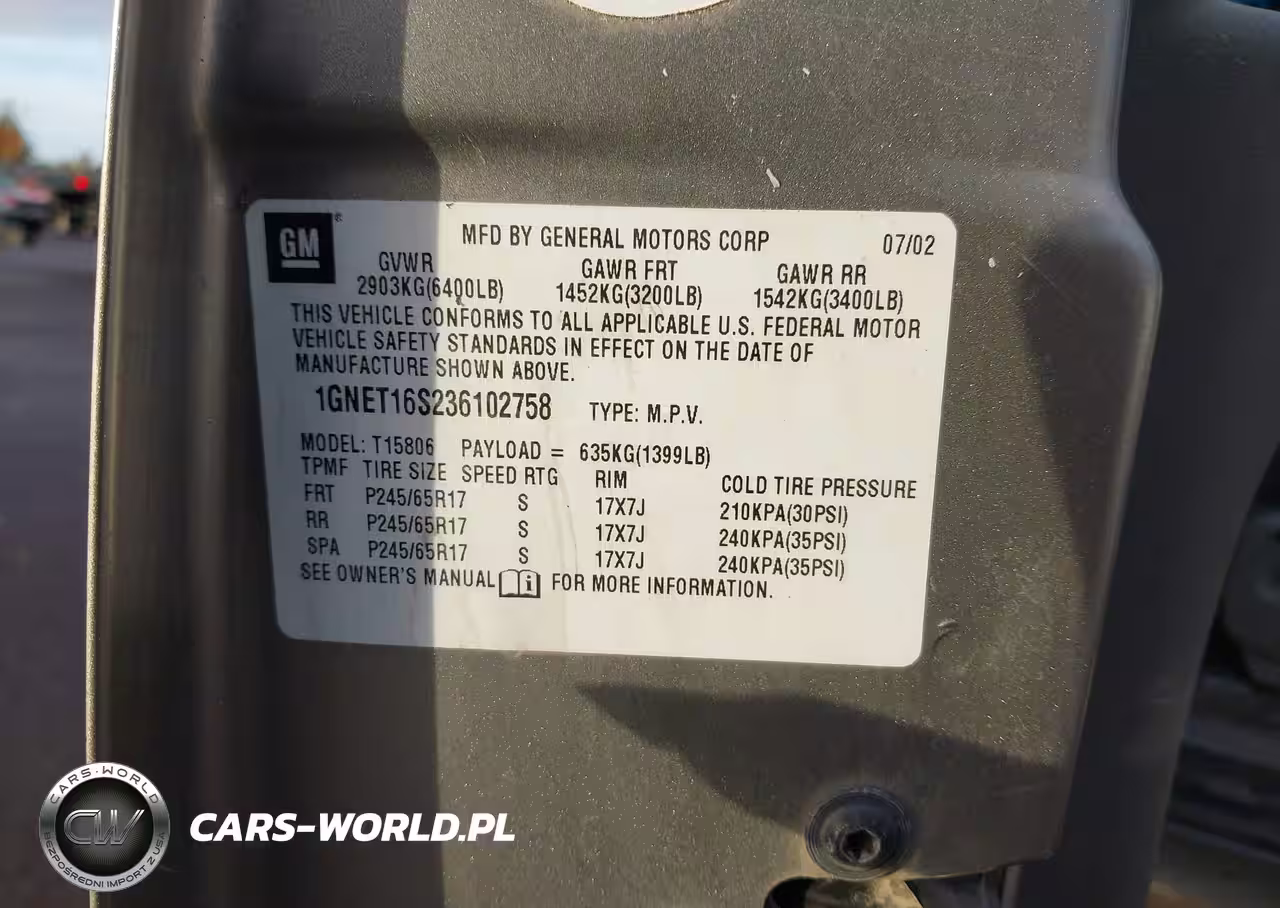 GM ®
MFD BY GENERAL MOTORS CORP 07/02
GVWR GAWR FRT GAWR RR
2903KG(6400LB) 1452KG(3200LB) 1542KG(3400LB)
THIS VEHICLE CONFORMS TO ALL APPLICABLE U.S. FEDERAL MOTOR
VEHICLE SAFETY STANDARDS IN EFFECT ON THE DATE OF
MANUFACTURE SHOWN ABOVE.
1GNET16S236102758 TYPE: M.P.V.
MODEL: T15806 PAYLOAD = 635KG(1399LB)
TPMF TIRE SIZE SPEED RTG RIM COLD TIRE PRESSURE
FRT P245/65R17 S 17X7J 210KPA(30PSI)
RR P245/65R17 S 17X7J 240KPA(35PSI)
SPA P245/65R17 S 17X7J 240KPA(35PSI)
SEE OWNER'S MANUAL i FOR MORE INFORMATION.
CARS-WORLD
CW
BEZPOŚREDNI IMPORT Z USA
CARS-WORLD.PL